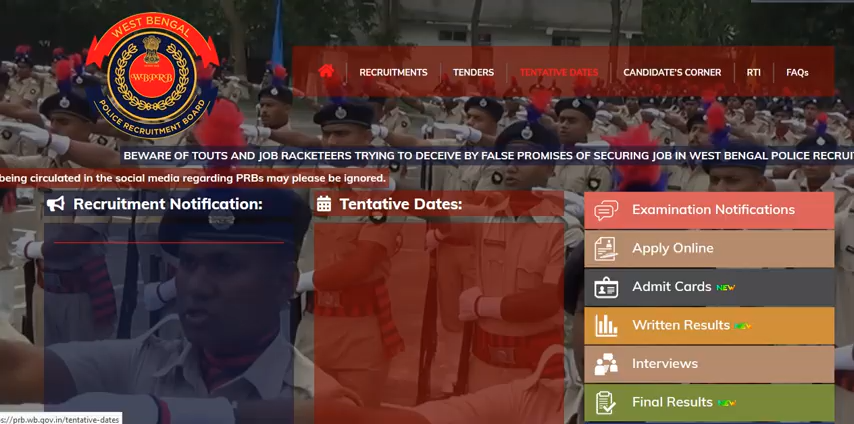 WEST BENGAL
WBPRB
POLICE RECRUITMENT BOARD
RECRUITMENTS
TENDERS
TENTATIVE DATES
CANDIDATE'S CORNER
RTI
FAQs
BEWARE OF TOUTS AND JOB RACKETEERS TRYING TO DECEIVE BY FALSE PROMISES OF SECURING JOB IN WEST BENGAL POLICE RECRUI
being circulated in the social media regarding PRBs may please be ignored.
Recruitment Notification:
Tentative Dates:
Examination Notifications
Apply Online
Admit Cards NEW
Written Results NEW
Interviews
Final Results NEW
s://prb.wb.gov.in/tentative-dates